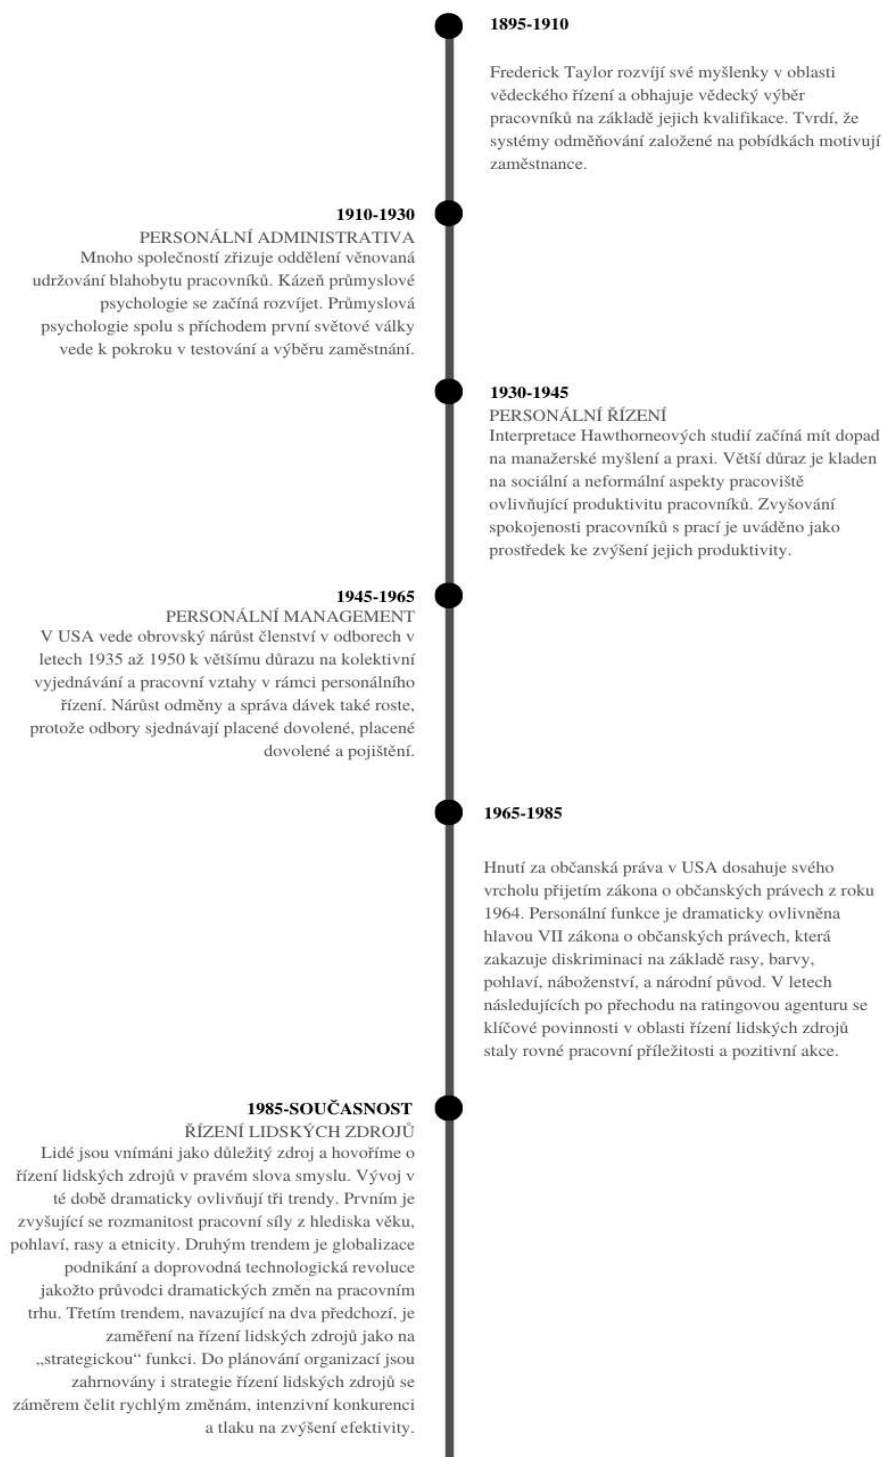 1895-1910
Frederick Taylor rozvíjí své myšlenky v oblasti
vědeckého řízení a obhajuje vědecký výběr
pracovníků na základě jejich kvalifikace. Tvrdí, že
systémy odměňování založené na pobídkách motivují
zaměstnance.
1910-1930
PERSONÁLNÍ ADMINISTRATIVA
Mnoho společností zřizuje oddělení věnovaná
udržování blahobytu pracovníků. Kázeň průmyslové
psychologie se začíná rozvíjet. Průmyslová
psychologie spolu s příchodem první světové války
vede k pokroku v testování a výběru zaměstnání.
1930-1945
PERSONÁLNÍ ŘÍZENÍ
Interpretace Hawthorneových studií začíná mít dopad
na manažerské myšlení a praxi. Větší důraz je kladen
na sociální a neformální aspekty pracoviště
ovlivňující produktivitu pracovníků. Zvyšování
spokojenosti pracovníků s prací je uváděno jako
prostředek ke zvýšení jejich produktivity.
1945-1965
PERSONÁLNÍ MANAGEMENT
V USA vede obrovský nárůst členství v odborech v
letech 1935 až 1950 k většímu důrazu na kolektivní
vyjednávání a pracovní vztahy v rámci personálního
řízení. Nárůst odměny a správa dávek také roste,
protože odbory sjednávají placené dovolené, placené
dovolené a pojištění.
1965-1985
Hnutí za občanská práva v USA dosahuje svého
vrcholu přijetím zákona o občanských právech z roku
1964. Personální funkce je dramaticky ovlivněna
hlavou VII zákona o občanských právech, která
zakazuje diskriminaci na základě rasy, barvy,
pohlaví, náboženství, a národní původ. V letech
následujících po přechodu na ratingovou agenturu se
klíčové povinnosti v oblasti řízení lidských zdrojů
staly rovné pracovní příležitosti a pozitivní akce.
1985-SOUČASNOST
ŘÍZENÍ LIDSKÝCH ZDROJŮ
Lidé jsou vnímáni jako důležitý zdroj a hovoříme o
řízení lidských zdrojů v pravém slova smyslu. Vývoj v
té době dramaticky ovlivňují tři trendy. Prvním je
zvyšující se rozmanitost pracovní síly z hlediska věku,
pohlaví, rasy a etnicity. Druhým trendem je globalizace
podnikání a doprovodná technologická revoluce
jakožto průvodci dramatických změn na pracovním
trhu. Třetím trendem, navazující na dva předchozí, je
zaměření na řízení lidských zdrojů jako na
„strategickou“ funkci. Do plánování organizací jsou
zahrnovány i strategie řízení lidských zdrojů se
záměrem čelit rychlým změnám, intenzivní konkurenci
a tlaku na zvýšení efektivity.